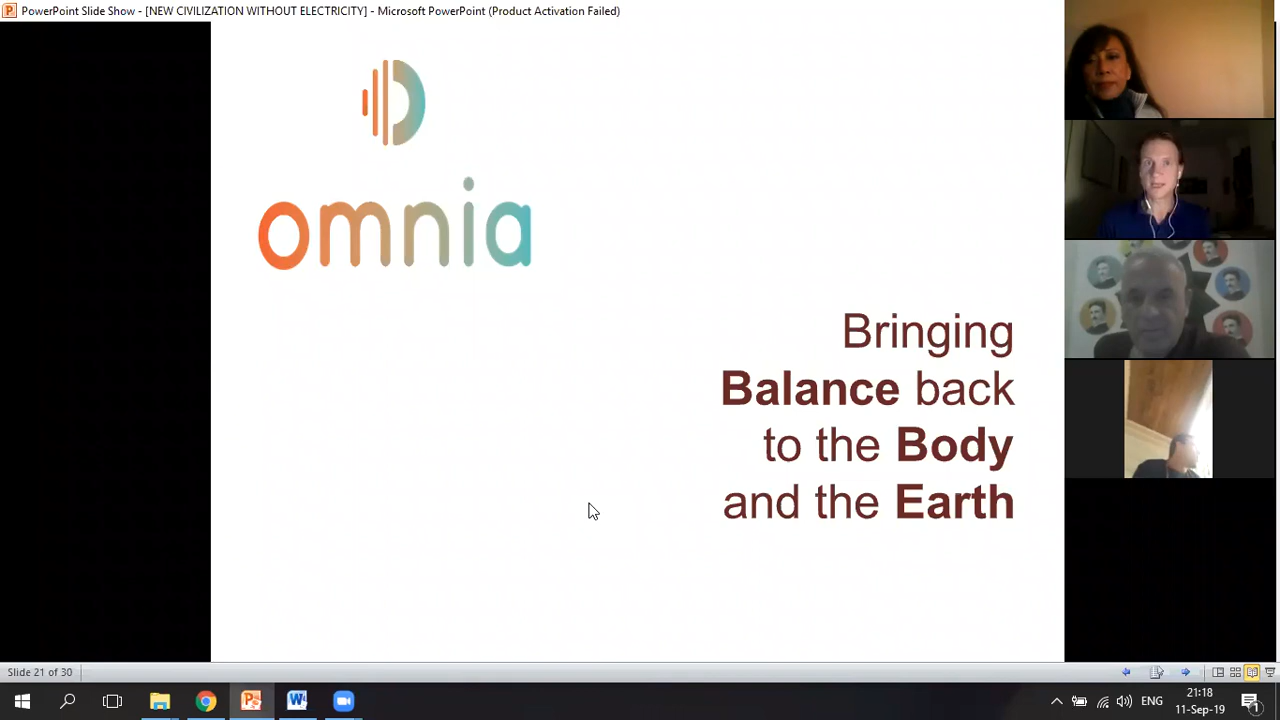 PowerPoint Slide Show - [NEW CIVILIZATION WITHOUT ELECTRICITY] - Microsoft PowerPoint (Product Activation Failed)
omnia
Bringing
Balance back
to the Body
and the Earth
Slide 21 of 30
ENG
21:18
11-Sep-19